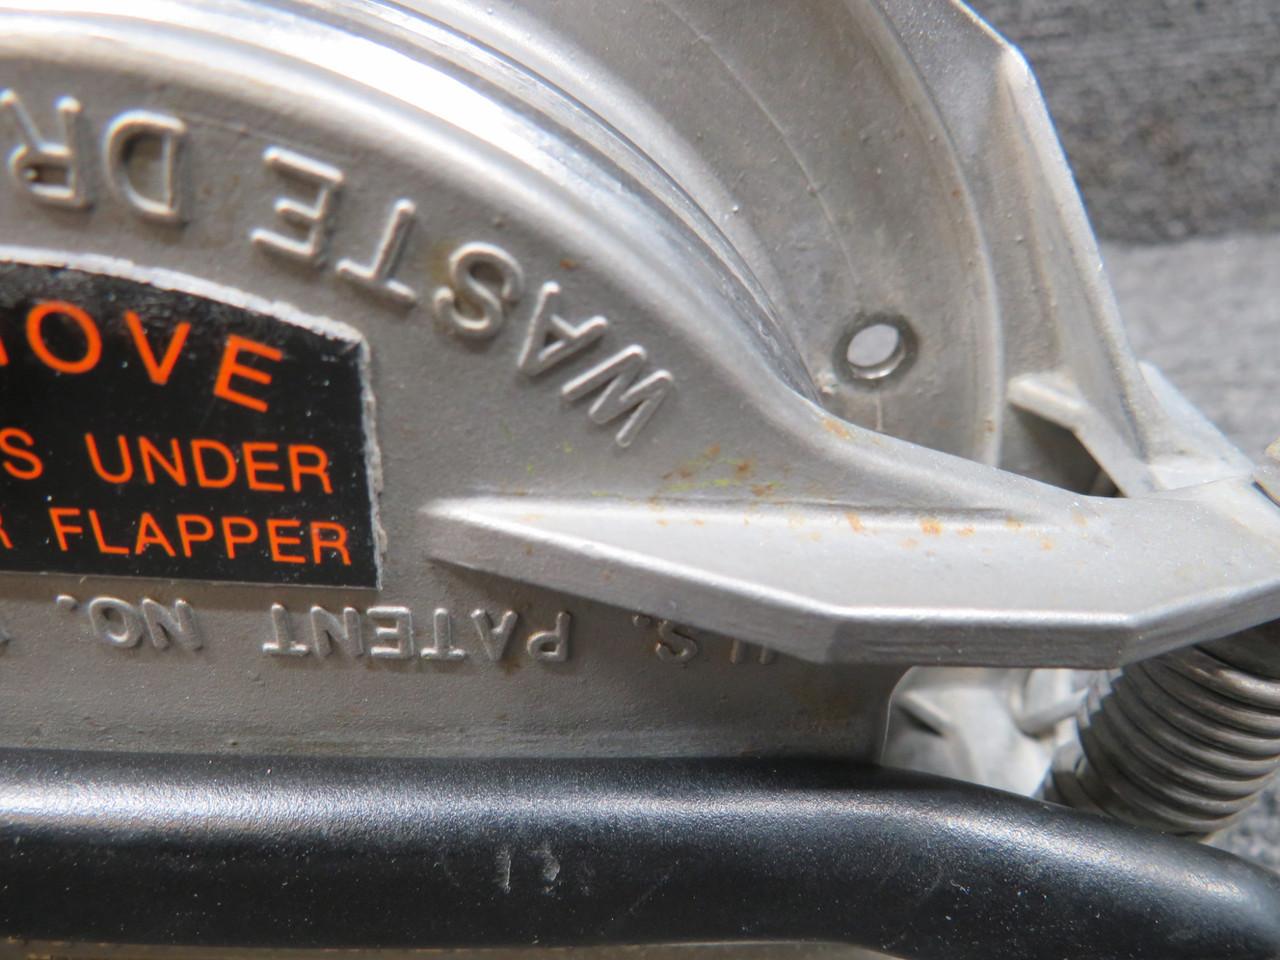 WASTE DR
OVE
S UNDER
R FLAPPER
U.S. PATENT NO.